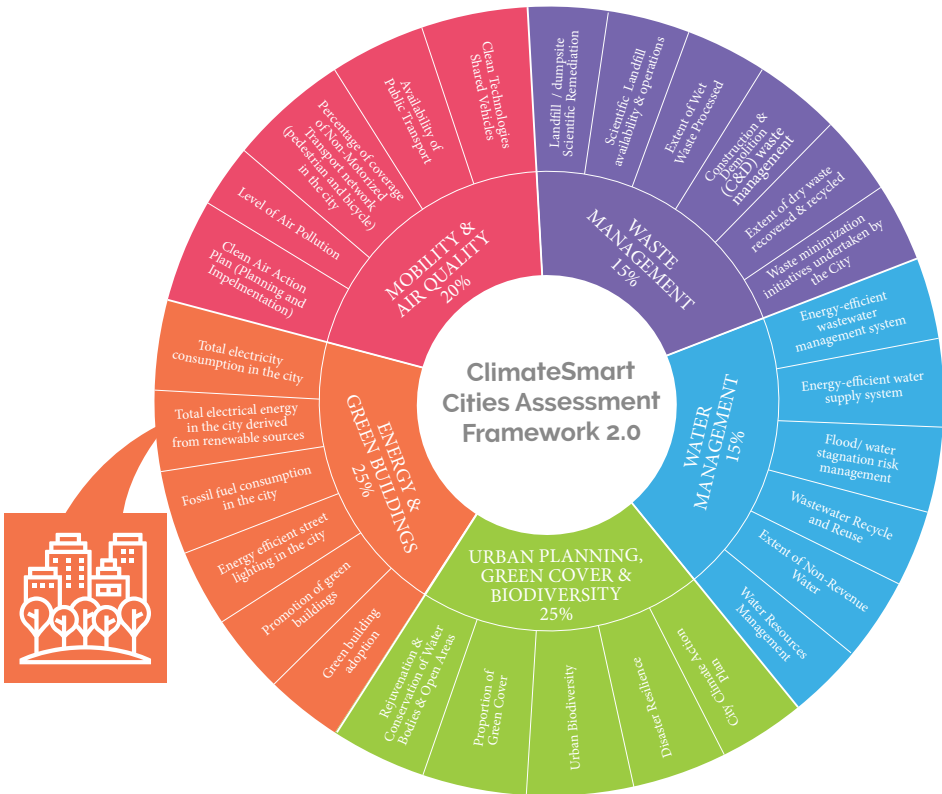 ClimateSmart
Cities Assessment
Framework 2.0
MOBILITY &
AIR QUALITY
20%
Clean Air Action
Plan (Planning and
Impelmentation)
Level of Air Pollution
Percentage of coverage
of Non-Motorized
Transport network
(pedestrian and bicycle)
in the city
Availability of
Public Transport
Clean Technologies
Shared Vehicles
WASTE
MANAGEMENT
15%
Landfill / dumpsite
Scientific Remediation
Scientific Landfill
availability & operations
Extent of Wet
Waste Processed
Construction &
Demolition
(C&D) waste
management
Extent of dry waste
recovered & recycled
Waste minimization
initiatives undertaken by
the City
WATER
MANAGEMENT
15%
Energy-efficient
wastewater
management system
Energy-efficient water
supply system
Flood/ water
stagnation risk
management
Wastewater Recycle
and Reuse
Extent of Non-Revenue
Water
Water Resources
Management
URBAN PLANNING,
GREEN COVER &
BIODIVERSITY
25%
City Climate Action
Plan
Disaster Resilience
Urban Biodiversity
Proportion of
Green Cover
Rejuvenation &
Conservation of Water
Bodies & Open Areas
ENERGY &
GREEN BUILDINGS
25%
Green building
adoption
Promotion of green
buildings
Energy efficient street
lighting in the city
Fossil fuel consumption
in the city
Total electrical energy
in the city derived
from renewable sources
Total electricity
consumption in the city